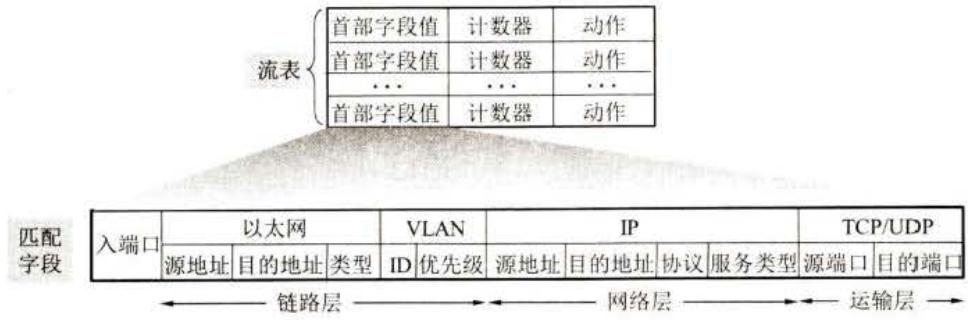 首部字段值 计数器 动作
首部字段值 计数器 动作
... ... ...
首部字段值 计数器 动作
流表
匹配字段
入端口 以太网 VLAN IP TCP/UDP
源地址 目的地址 类型 ID 优先级 源地址 目的地址 协议 服务类型 源端口 目的端口
链路层 网络层 运输层